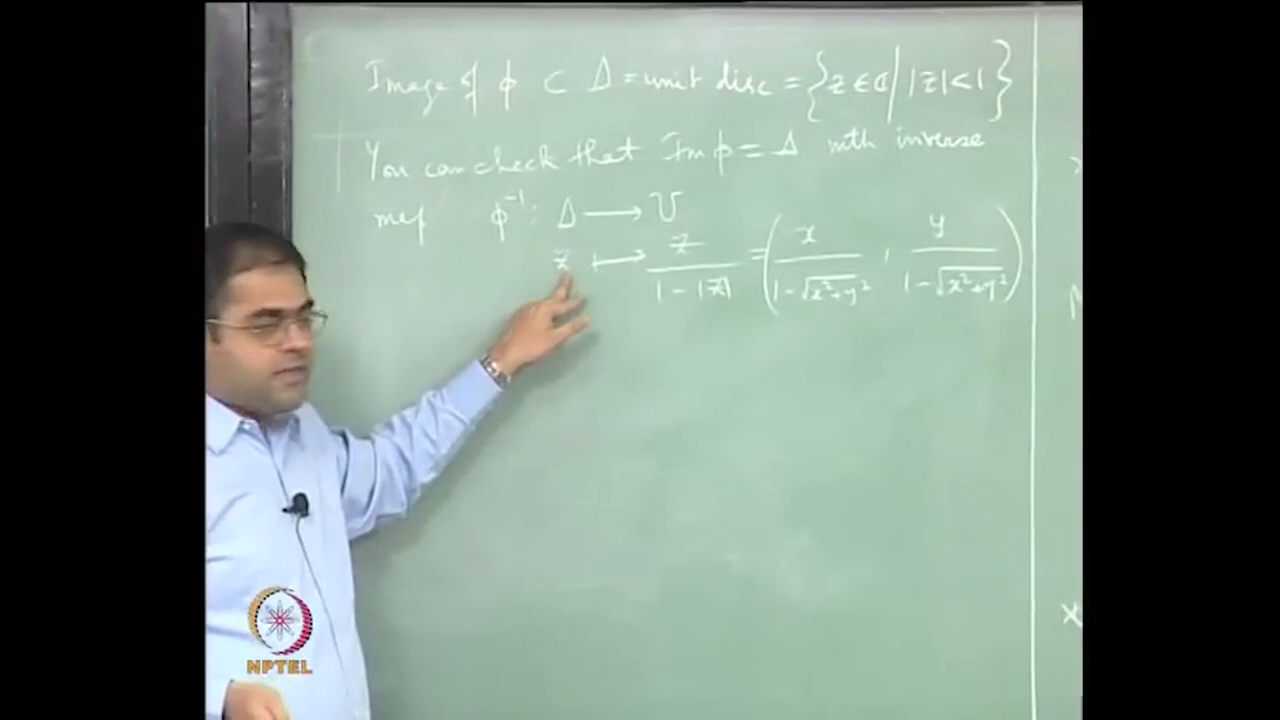 Image of φ ⊂ Δ = unit disc = {z ∈ ℂ / |z| < 1}
You can check that Im φ = Δ with inverse
map φ⁻¹: Δ ⟶ U
z ⟼ z / (1 - |z|) = (x / (1 - √(x² + y²)), y / (1 - √(x² + y²)))
NPTEL